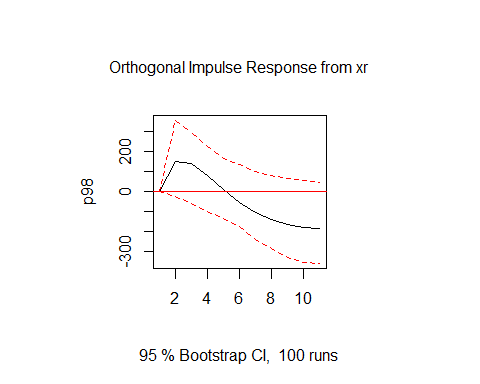 Orthogonal Impulse Response from xr
p98
200
0
-300
2 4 6 8 10
95 % Bootstrap CI, 100 runs